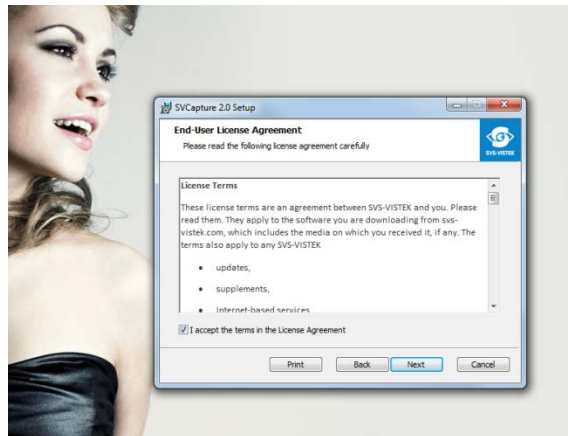 SVCapture 2.0 Setup
End-User License Agreement
Please read the following license agreement carefully
SVS-VISTEK
License Terms
These license terms are an agreement between SVS-VISTEK and you. Please
read them. They apply to the software you are downloading from svs-
vistek.com, which includes the media on which you received it, if any. The
terms also apply to any SVS-VISTEK
• updates,
• supplements,
• Internet-based services
I accept the terms in the License Agreement
Print Back Next Cancel